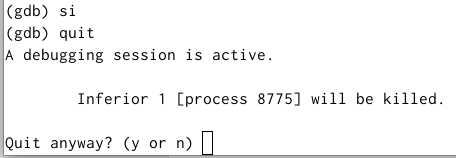 (gdb) si
(gdb) quit
A debugging session is active.
Inferior 1 [process 8775] will be killed.
Quit anyway? (y or n)